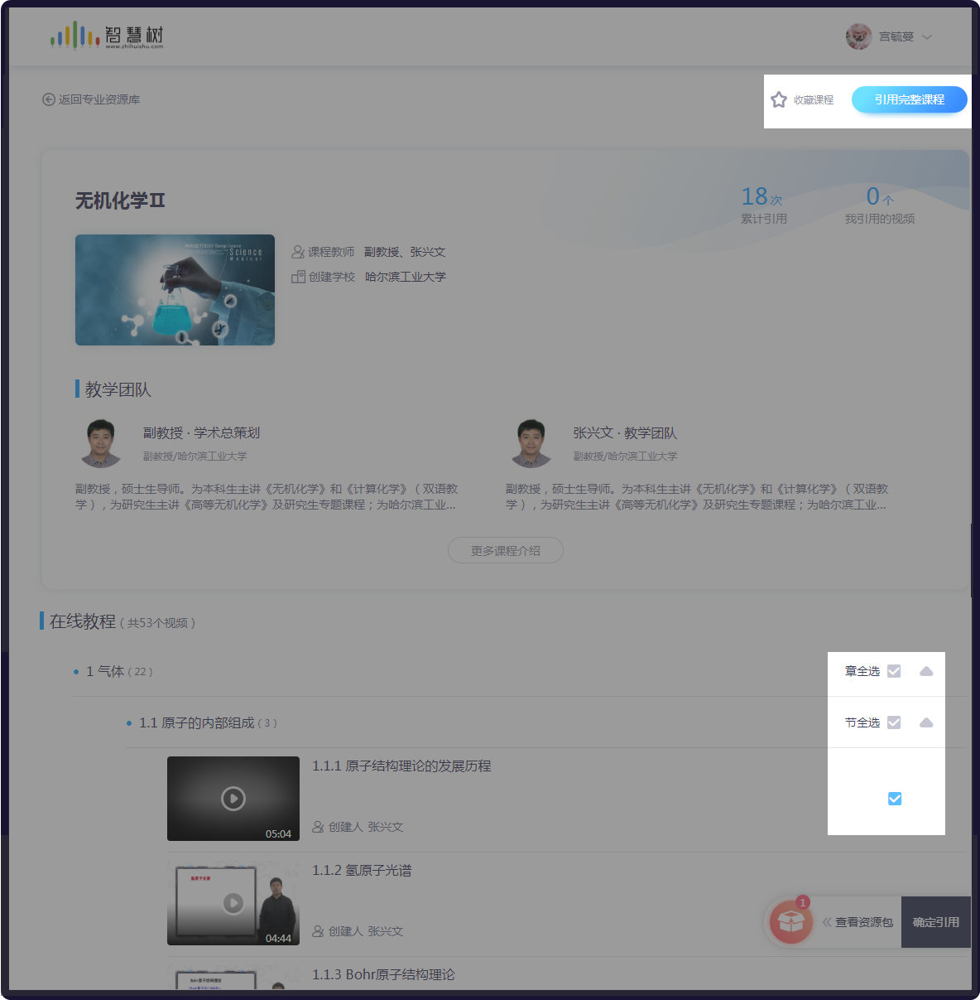 智慧树
www.zhihuishu.com
宫毓蔓
返回专业资源库
收藏课程
引用完整课程
无机化学Ⅱ
18次
累计引用
0个
我引用的视频
Science
Medical
课程教师 副教授、张兴文
创建学校 哈尔滨工业大学
教学团队
副教授 · 学术总策划
副教授/哈尔滨工业大学
副教授，硕士生导师。为本科生主讲《无机化学》和《计算化学》（双语教
学），为研究生主讲《高等无机化学》及研究生专题课程；为哈尔滨工业...
张兴文 · 教学团队
副教授/哈尔滨工业大学
副教授，硕士生导师。为本科生主讲《无机化学》和《计算化学》（双语教
学），为研究生主讲《高等无机化学》及研究生专题课程；为哈尔滨工业...
更多课程介绍
在线教程（共53个视频）
1 气体（22）
章全选
1.1 原子的内部组成（3）
节全选
1.1.1 原子结构理论的发展历程
05:04
创建人 张兴文
1.1.2 氢原子光谱
04:44
创建人 张兴文
1
查看资源包
确定引用
1.1.3 Bohr原子结构理论
Bohr原子结构理论